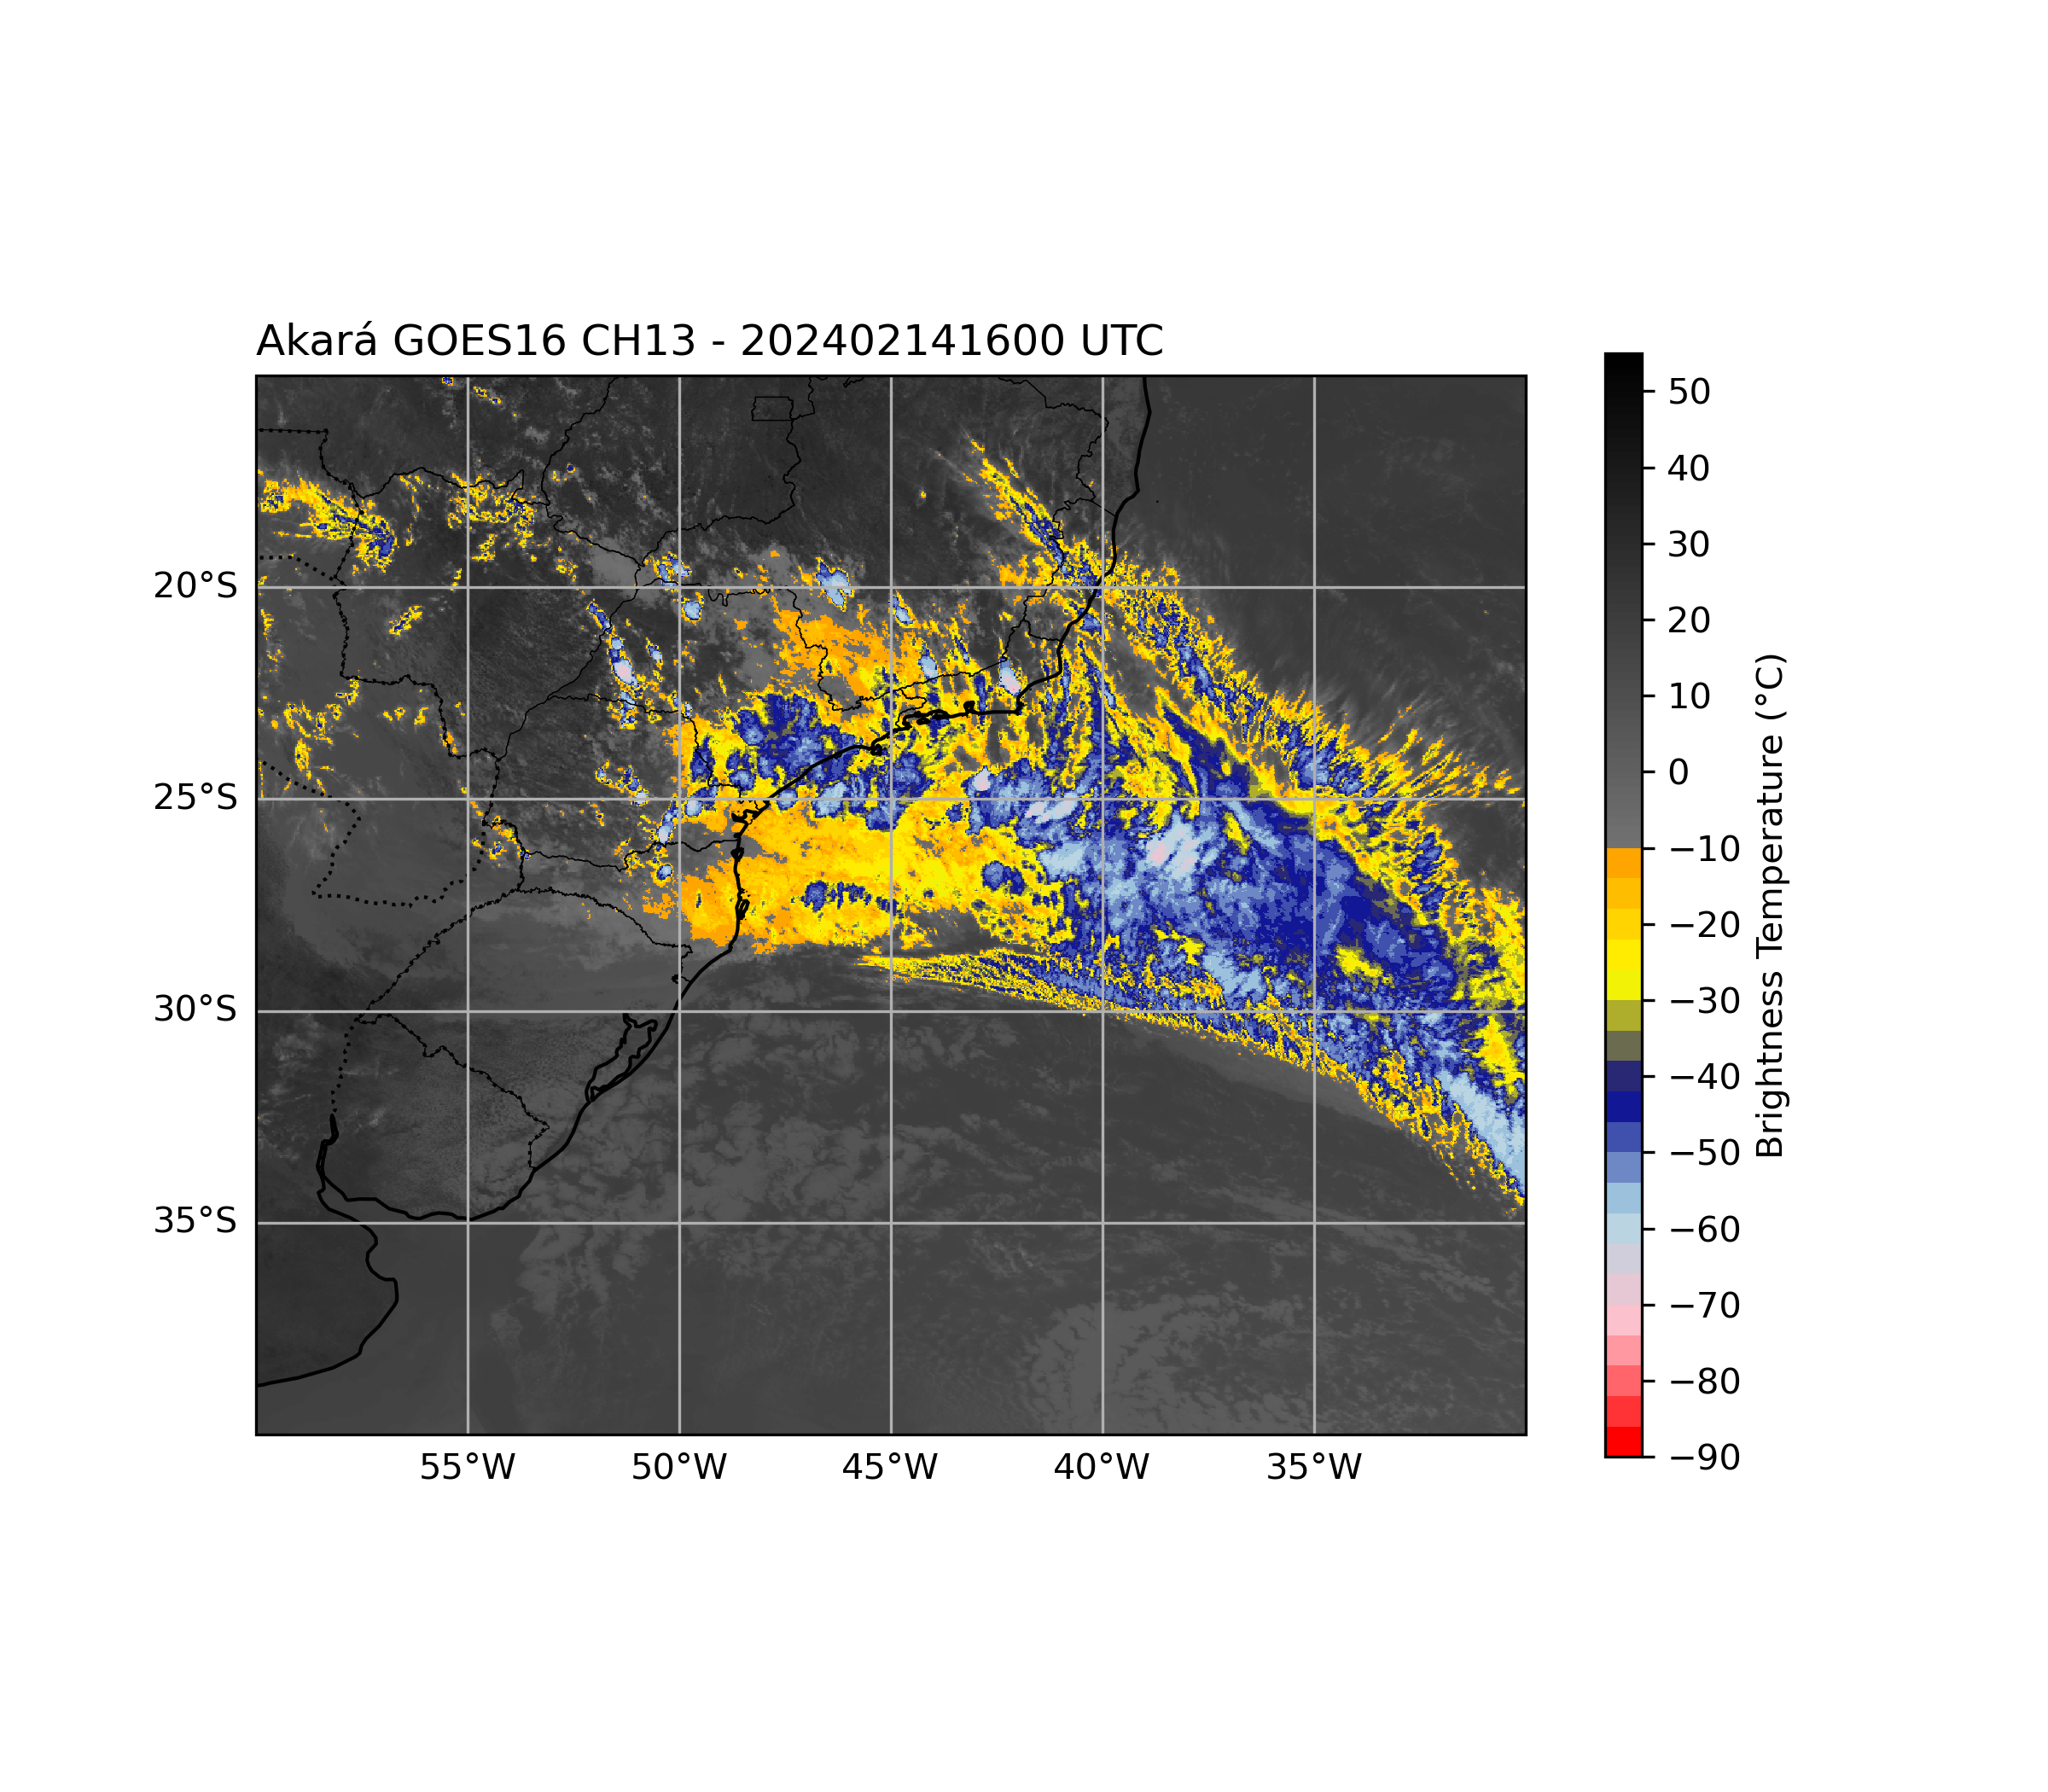 Akará GOES16 CH13 - 202402141600 UTC
20°S
25°S
30°S
35°S
55°W 50°W 45°W 40°W 35°W
50
40
30
20
10
0
−10
−20
−30
−40
−50
−60
−70
−80
−90
Brightness Temperature (°C)